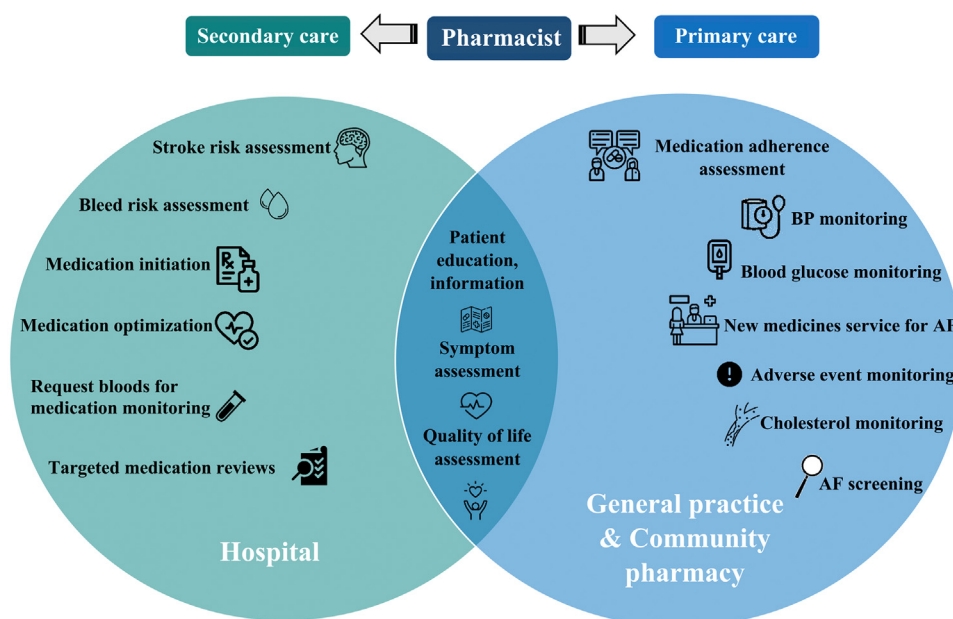 Secondary care
Pharmacist
Primary care
Stroke risk assessment
Bleed risk assessment
Medication initiation
Rx
Medication optimization
Request bloods for
medication monitoring
Targeted medication reviews
Hospital
Patient
education,
information
Symptom
assessment
Quality of life
assessment
Medication adherence
assessment
BP monitoring
Blood glucose monitoring
New medicines service for AF
Adverse event monitoring
Cholesterol monitoring
AF screening
General practice
& Community
pharmacy